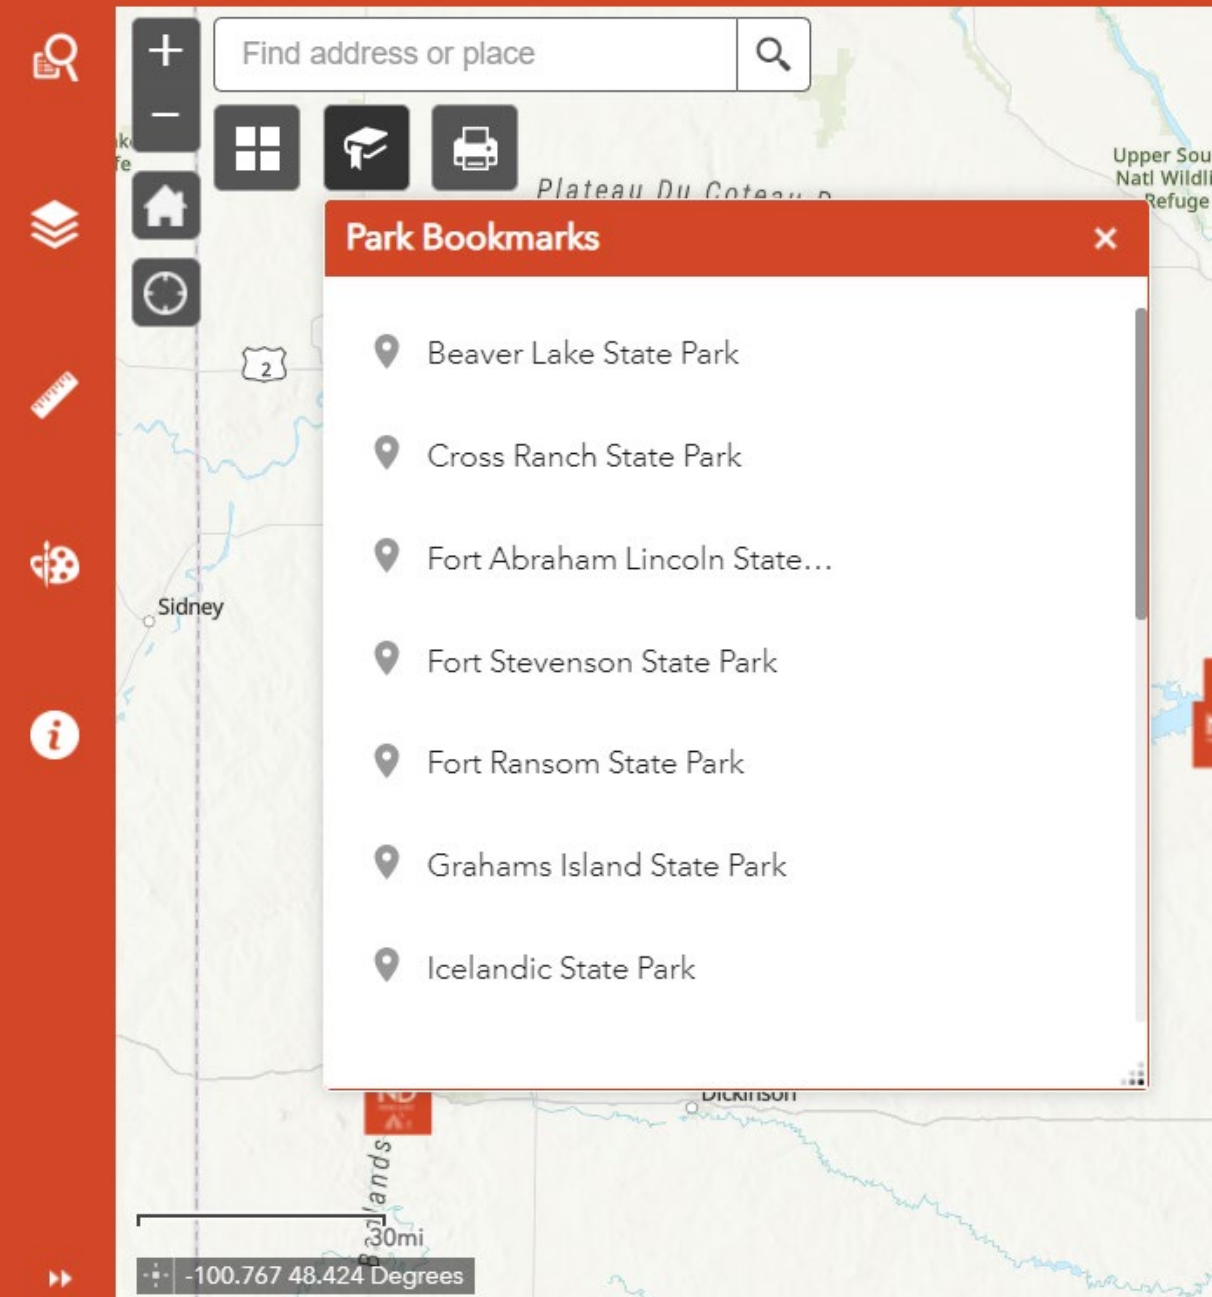 Find address or place
Upper Sou
Natl Wildli
Refuge
Plateau Du Coteau
Park Bookmarks
Beaver Lake State Park
2
Cross Ranch State Park
Fort Abraham Lincoln State...
Sidney
Fort Stevenson State Park
Fort Ransom State Park
Grahams Island State Park
Icelandic State Park
ND
Dickinson
30mi
-100.767 48.424 Degrees